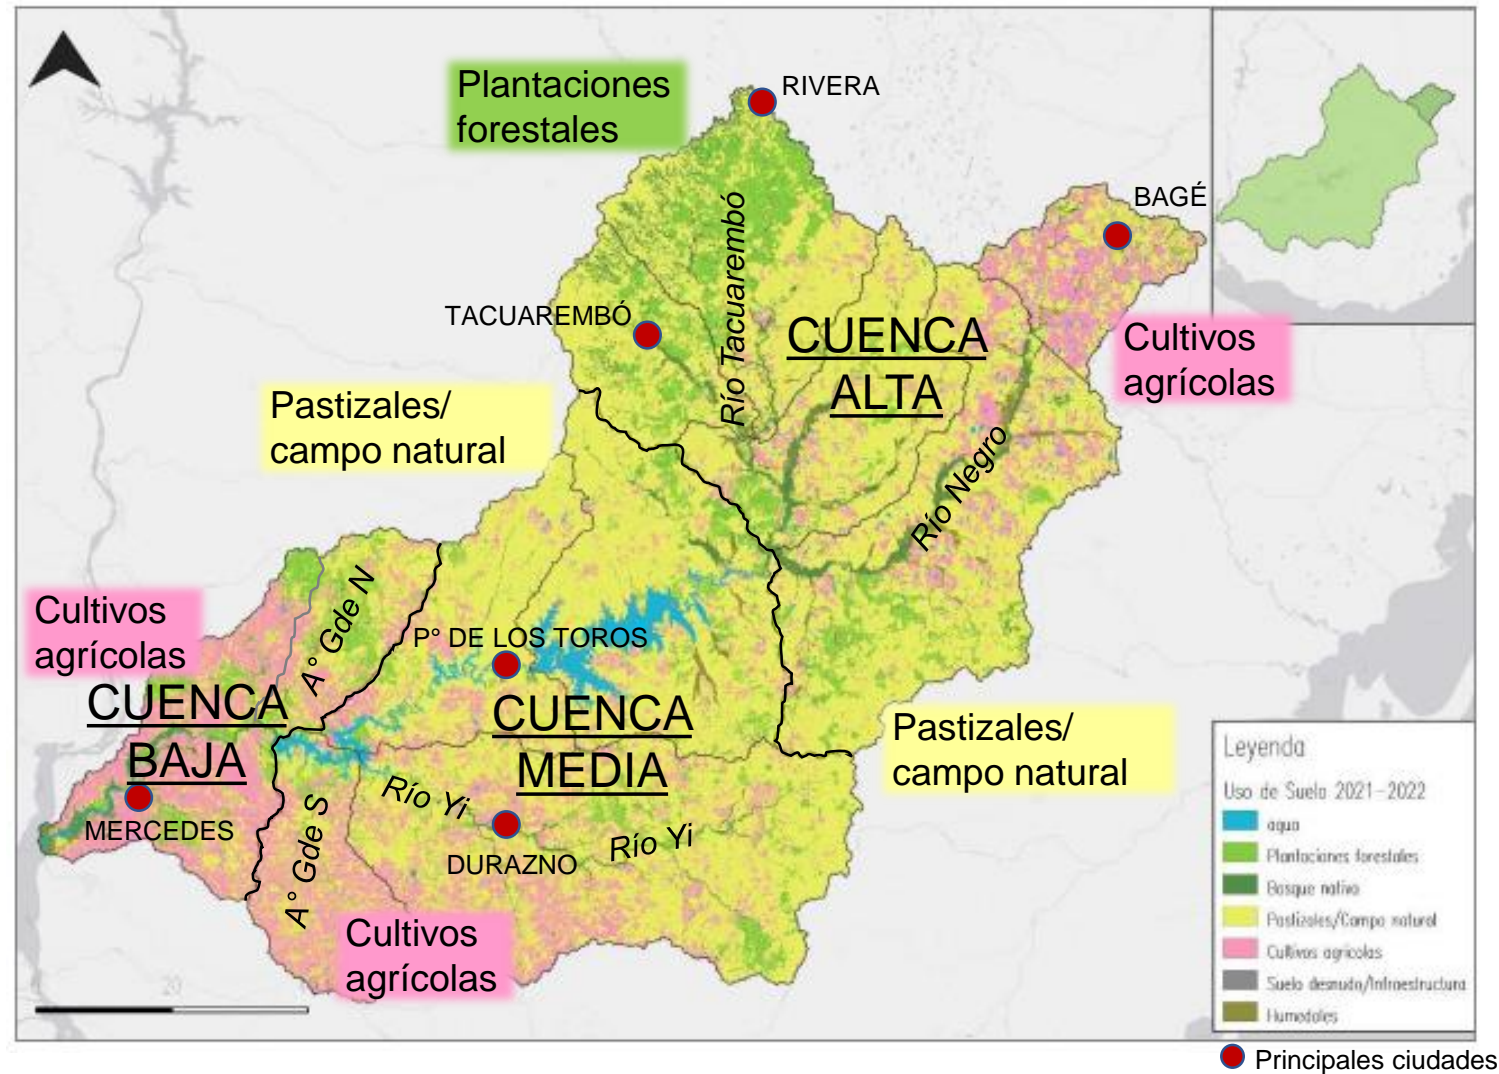 Plantaciones
forestales
RIVERA
BAGÉ
Río Tacuarembó
TACUAREMBÓ
CUENCA
ALTA
Cultivos
agrícolas
Pastizales/
campo natural
Río Negro
A° Gde N
Cultivos
agrícolas
P° DE LOS TOROS
CUENCA
BAJA
CUENCA
MEDIA
Pastizales/
campo natural
MERCEDES
Río Yi
Río Yi
DURAZNO
A° Gde S
Cultivos
agrícolas
20
Leyenda
Uso de Suelo 2021-2022
agua
Plantaciones forestales
Bosque nativo
Pastizales/Campo natural
Cultivos agricolas
Suelo desnudo/Infraestructura
Humedales
Principales ciudades